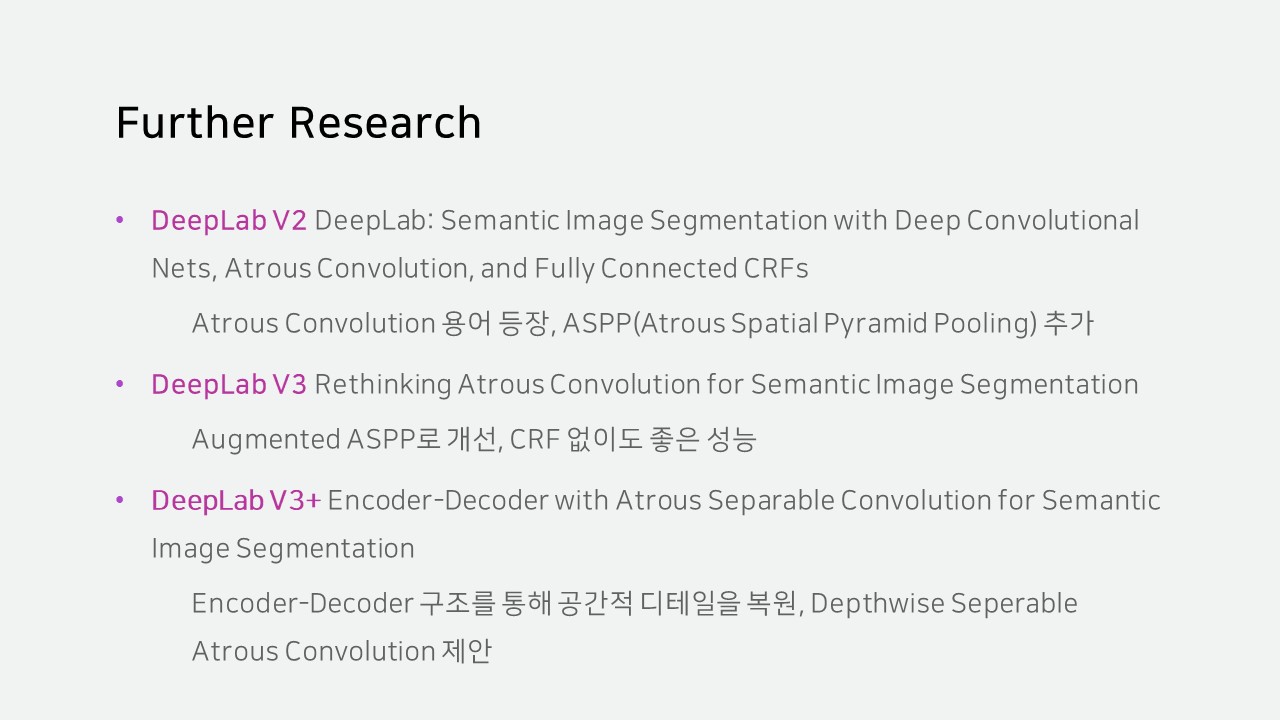 Further Research
• DeepLab V2 DeepLab: Semantic Image Segmentation with Deep Convolutional
Nets, Atrous Convolution, and Fully Connected CRFs
Atrous Convolution 용어 등장, ASPP(Atrous Spatial Pyramid Pooling) 추가
• DeepLab V3 Rethinking Atrous Convolution for Semantic Image Segmentation
Augmented ASPP로 개선, CRF 없이도 좋은 성능
• DeepLab V3+ Encoder-Decoder with Atrous Separable Convolution for Semantic
Image Segmentation
Encoder-Decoder 구조를 통해 공간적 디테일을 복원, Depthwise Seperable
Atrous Convolution 제안